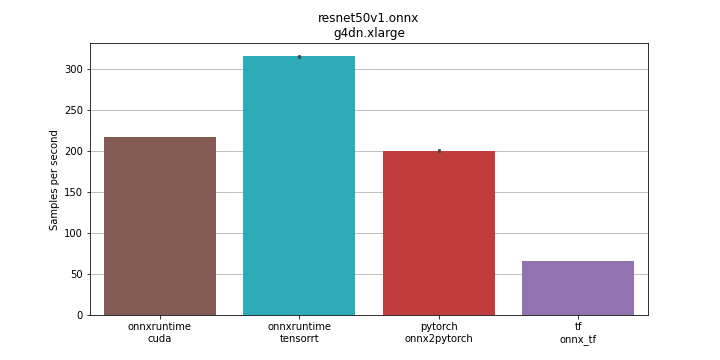 resnet50v1.onnx
g4dn.xlarge
Samples per second
300
250
200
150
100
50
0
onnxruntime
cuda
onnxruntime
tensorrt
pytorch
onnx2pytorch
tf
onnx_tf